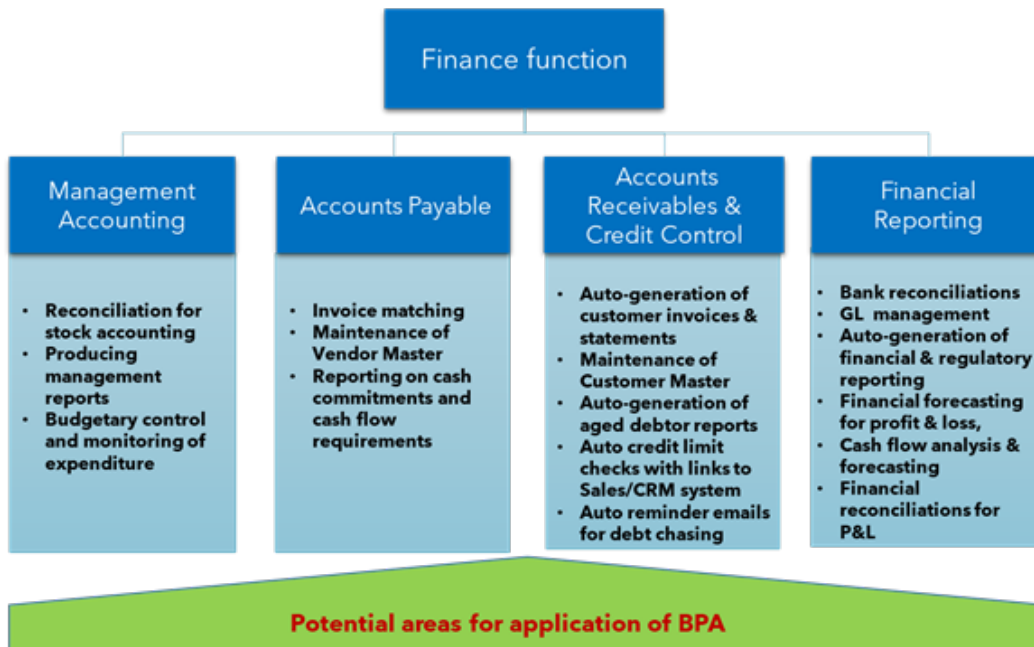 Finance function
Management
Accounting
• Reconciliation for
stock accounting
• Producing
management
reports
• Budgetary control
and monitoring of
expenditure
Accounts Payable
• Invoice matching
• Maintenance of
Vendor Master
• Reporting on cash
commitments and
cash flow
requirements
Accounts
Receivables &
Credit Control
• Auto-generation of
customer invoices &
statements
• Maintenance of
Customer Master
• Auto-generation of
aged debtor reports
• Auto credit limit
checks with links to
Sales/CRM system
• Auto reminder emails
for debt chasing
Financial
Reporting
• Bank reconciliations
• GL management
• Auto-generation of
financial & regulatory
reporting
• Financial forecasting
for profit & loss,
• Cash flow analysis &
forecasting
• Financial
reconciliations for
P&L
Potential areas for application of BPA